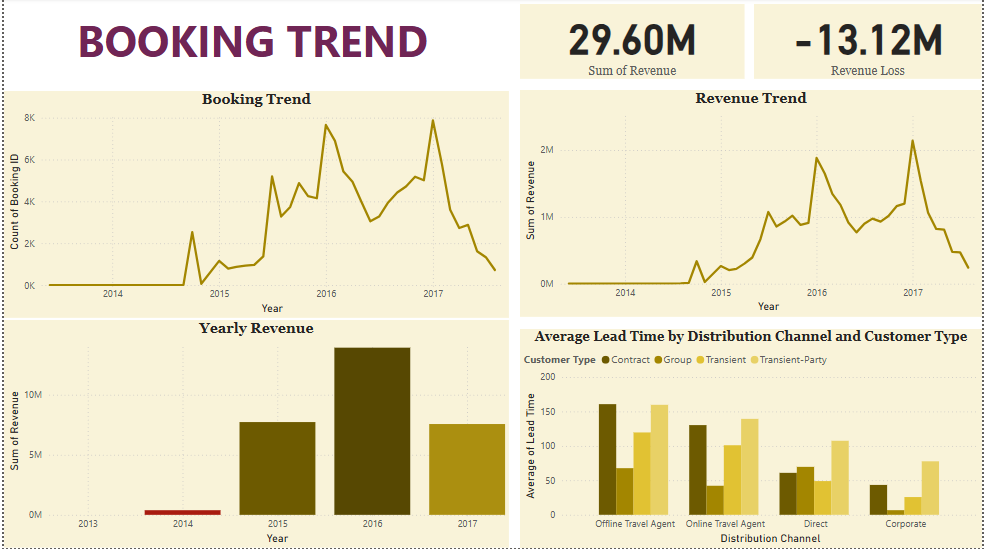 BOOKING TREND
29.60M
Sum of Revenue
-13.12M
Revenue Loss
Booking Trend
Count of Booking ID
8K
6K
4K
2K
0K
2014
2015
2016
2017
Year
Revenue Trend
Sum of Revenue
2M
1M
0M
2014
2015
2016
2017
Year
Yearly Revenue
Sum of Revenue
10M
5M
0M
2013
2014
2015
2016
2017
Year
Average Lead Time by Distribution Channel and Customer Type
Customer Type Contract Group Transient Transient-Party
Average of Lead Time
200
150
100
50
0
Offline Travel Agent
Online Travel Agent
Direct
Corporate
Distribution Channel